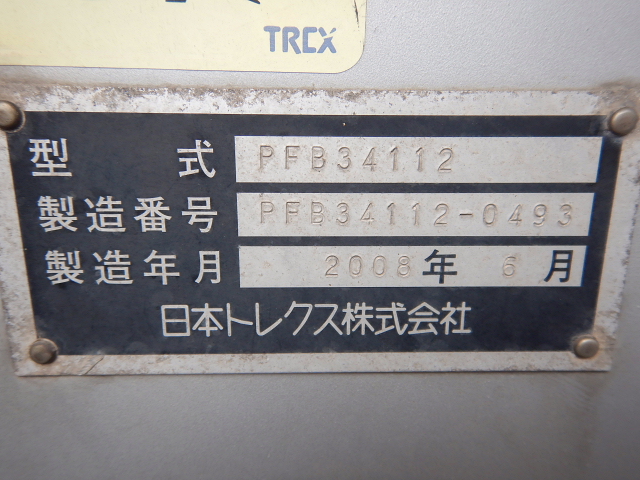 TREX
型式 PFB34112
製造番号 PFB34112-0493
製造年月 2008年 6月
日本トレクス株式会社